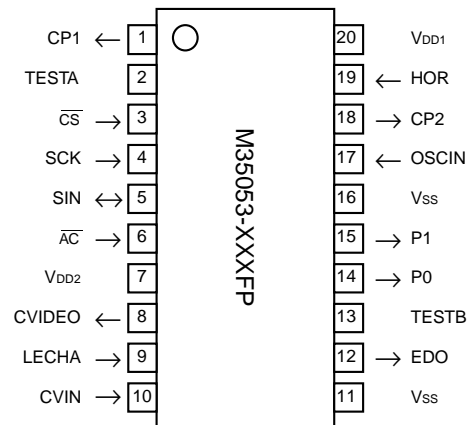 CP1 ← 1 20 VDD1
TESTA 2 19 ← HOR
CS → 3 18 → CP2
SCK → 4 17 ← OSCIN
SIN ↔ 5 16 VSS
AC → 6 15 → P1
VDD2 7 14 → P0
CVIDEO ← 8 13 TESTB
LECHA → 9 12 → EDO
CVIN → 10 11 VSS
M35053-XXXFP